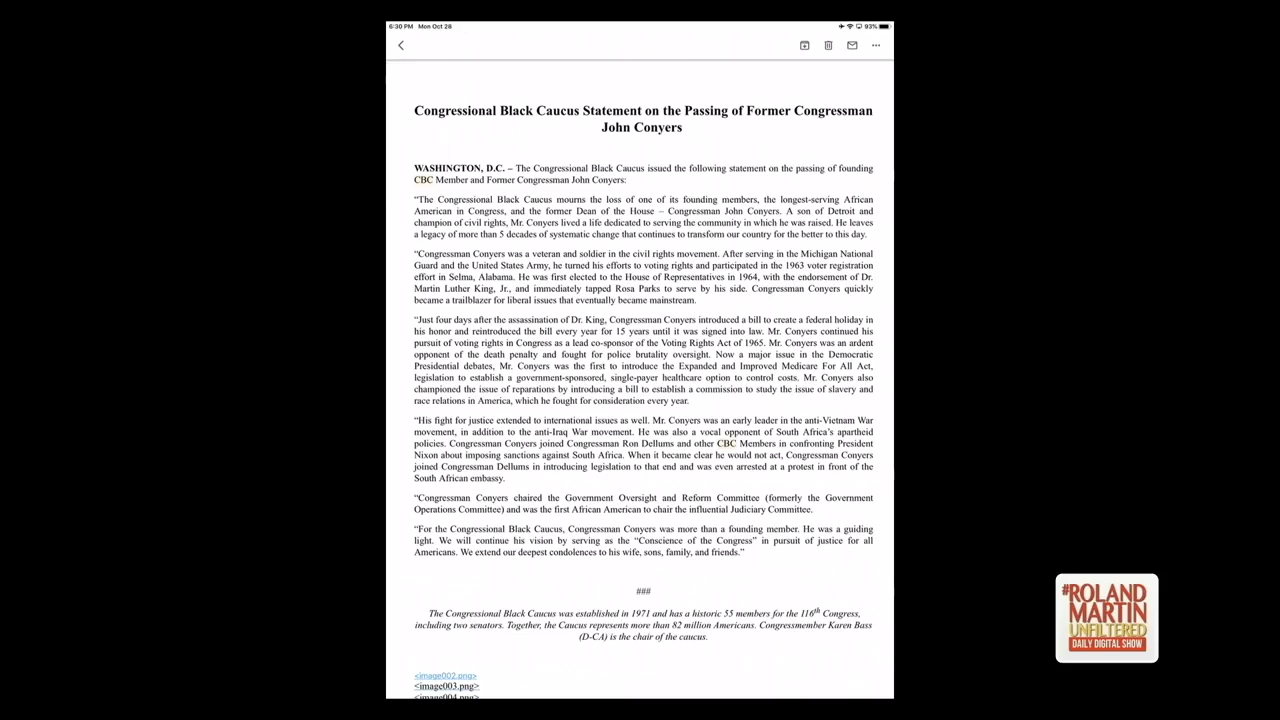 6:30 PM Mon Oct 28
93%
Congressional Black Caucus Statement on the Passing of Former Congressman
John Conyers
WASHINGTON, D.C. – The Congressional Black Caucus issued the following statement on the passing of founding
CBC Member and Former Congressman John Conyers:
“The Congressional Black Caucus mourns the loss of one of its founding members, the longest-serving African
American in Congress, and the former Dean of the House – Congressman John Conyers. A son of Detroit and
champion of civil rights, Mr. Conyers lived a life dedicated to serving the community in which he was raised. He leaves
a legacy of more than 5 decades of systematic change that continues to transform our country for the better to this day.
“Congressman Conyers was a veteran and soldier in the civil rights movement. After serving in the Michigan National
Guard and the United States Army, he turned his efforts to voting rights and participated in the 1963 voter registration
effort in Selma, Alabama. He was first elected to the House of Representatives in 1964, with the endorsement of Dr.
Martin Luther King, Jr., and immediately tapped Rosa Parks to serve by his side. Congressman Conyers quickly
became a trailblazer for liberal issues that eventually became mainstream.
“Just four days after the assassination of Dr. King, Congressman Conyers introduced a bill to create a federal holiday in
his honor and reintroduced the bill every year for 15 years until it was signed into law. Mr. Conyers continued his
pursuit of voting rights in Congress as a lead co-sponsor of the Voting Rights Act of 1965. Mr. Conyers was an ardent
opponent of the death penalty and fought for police brutality oversight. Now a major issue in the Democratic
Presidential debates, Mr. Conyers was the first to introduce the Expanded and Improved Medicare For All Act,
legislation to establish a government-sponsored, single-payer healthcare option to control costs. Mr. Conyers also
championed the issue of reparations by introducing a bill to establish a commission to study the issue of slavery and
race relations in America, which he fought for consideration every year.
“His fight for justice extended to international issues as well. Mr. Conyers was an early leader in the anti-Vietnam War
movement, in addition to the anti-Iraq War movement. He was also a vocal opponent of South Africa’s apartheid
policies. Congressman Conyers joined Congressman Ron Dellums and other CBC Members in confronting President
Nixon about imposing sanctions against South Africa. When it became clear he would not act, Congressman Conyers
joined Congressman Dellums in introducing legislation to that end and was even arrested at a protest in front of the
South African embassy.
“Congressman Conyers chaired the Government Oversight and Reform Committee (formerly the Government
Operations Committee) and was the first African American to chair the influential Judiciary Committee.
“For the Congressional Black Caucus, Congressman Conyers was more than a founding member. He was a guiding
light. We will continue his vision by serving as the “Conscience of the Congress” in pursuit of justice for all
Americans. We extend our deepest condolences to his wife, sons, family, and friends.”
###
The Congressional Black Caucus was established in 1971 and has a historic 55 members for the 116th Congress,
including two senators. Together, the Caucus represents more than 82 million Americans. Congressmember Karen Bass
(D-CA) is the chair of the caucus.
<image002.png>
<image003.png>
<image004.png>
#ROLAND
MARTIN
UNFILTERED
DAILY DIGITAL SHOW